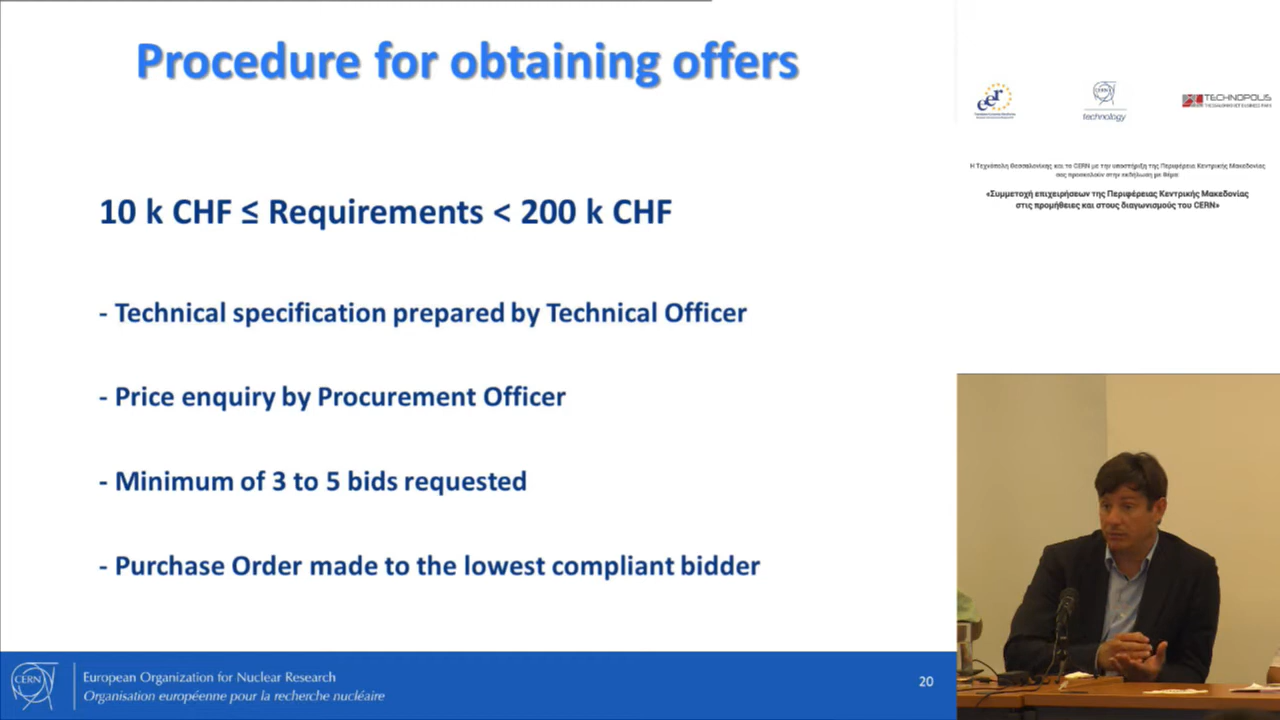 Procedure for obtaining offers
10 k CHF ≤ Requirements < 200 k CHF
- Technical specification prepared by Technical Officer
- Price enquiry by Procurement Officer
- Minimum of 3 to 5 bids requested
- Purchase Order made to the lowest compliant bidder
CERN
European Organization for Nuclear Research
Organisation européenne pour la recherche nucléaire
20
eer
CERN
technology
TECHNOPOLIS
Η Τεχνόπολη Θεσσαλονίκης και το CERN με την υποστήριξη της Περιφέρεια Κεντρικής Μακεδονίας
σας προσκαλούν στην εκδήλωση με θέμα:
«Συμμετοχή επιχειρήσεων της Περιφέρειας Κεντρικής Μακεδονίας
στις προμήθειες και στους διαγωνισμούς του CERN»